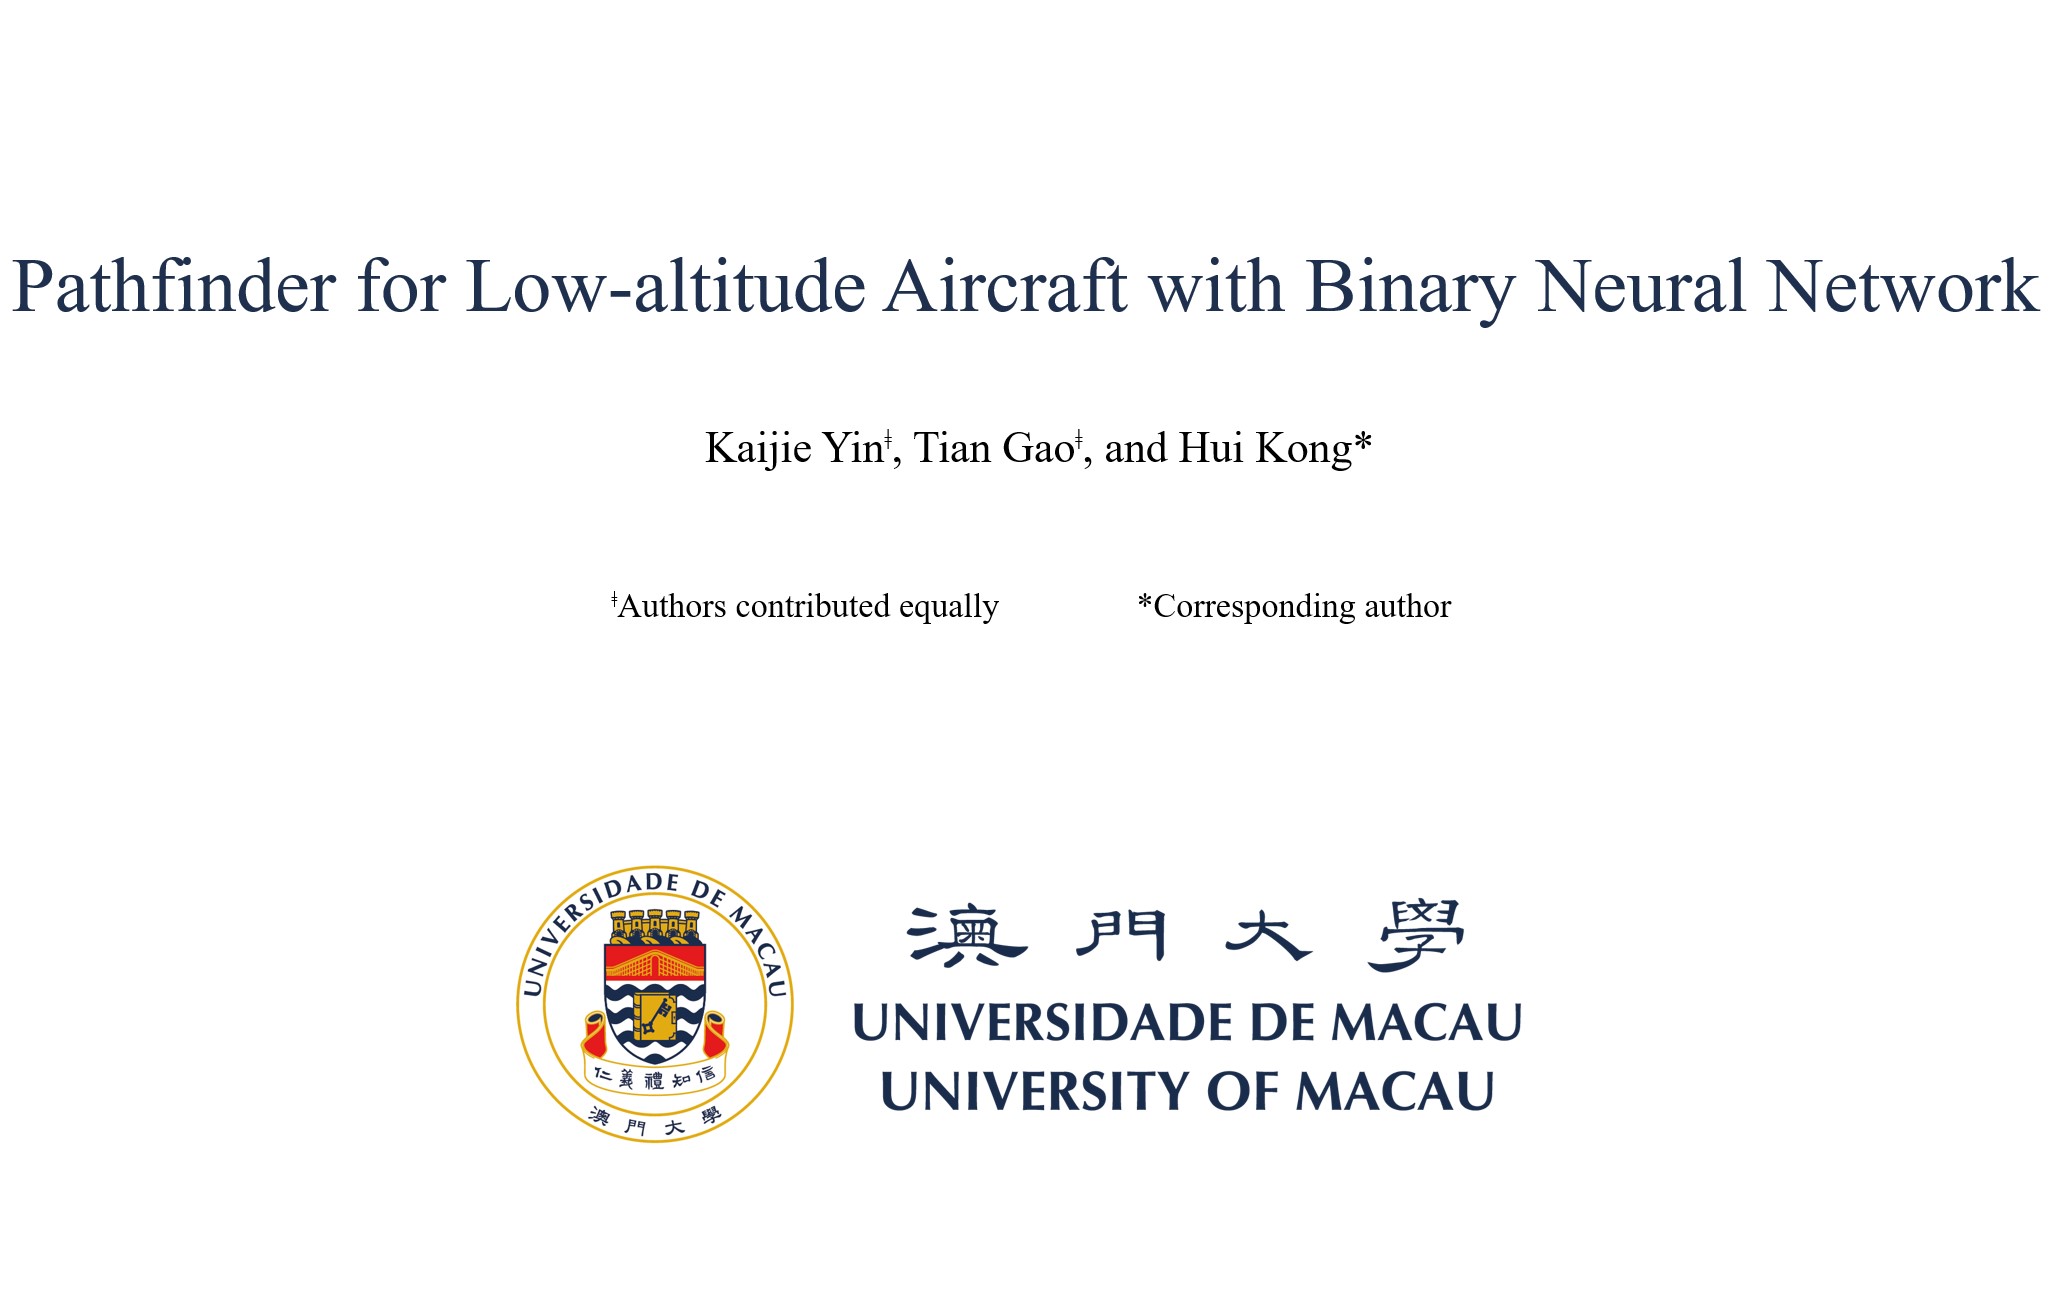 Pathfinder for Low-altitude Aircraft with Binary Neural Network
Kaijie Yin‡, Tian Gao‡, and Hui Kong*
‡Authors contributed equally
*Corresponding author
UNIVERSIDADE DE MACAU
仁義禮知信
澳門大學
澳門大學
UNIVERSIDADE DE MACAU
UNIVERSITY OF MACAU